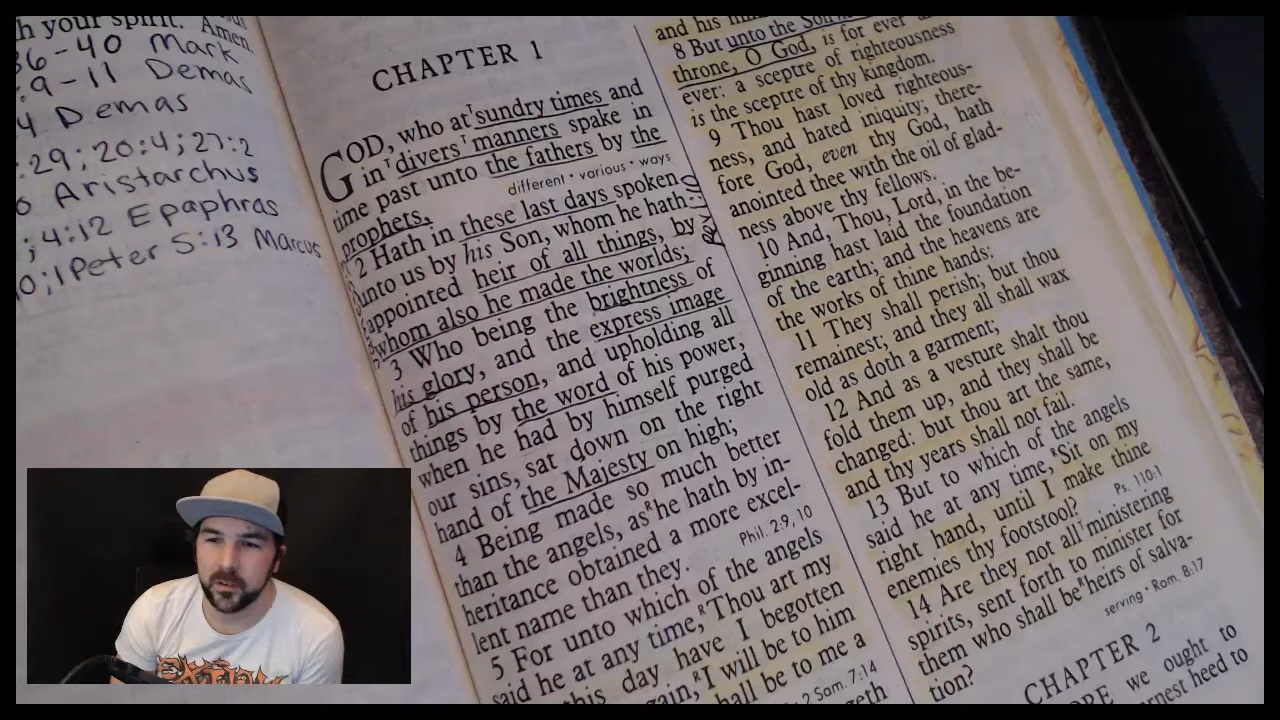 h your spirit. Amen.
36-40 Mark
:9-11 Demas
4 Demas
:29; 20:4; 27:2
Aristarchus
; 4:12 Epaphras
10; 1 Peter 5:13 Marcus
CHAPTER 1
GOD, who at ᵀsundry times and
in ᵀdivers ᵀmanners spake in
time past unto the fathers by the
prophets,
different • various • ways
2 Hath in these last days spoken
unto us by his Son, whom he hath
appointed heir of all things, by
whom also he made the worlds;
3 Who being the brightness of
his glory, and the express image
of his person, and upholding all
things by the word of his power,
when he had by himself purged
our sins, sat down on the right
hand of the Majesty on high;
4 Being made so much better
than the angels, asᴿhe hath by in-
heritance obtained a more excel-
lent name than they.
Phil. 2:9, 10
5 For unto which of the angels
said he at any time,ᴿThou art my
this day have I begotten
gain,ᴿI will be to him
hall be to me a
2 Sam. 7:14
geth
and his
8 But unto the Son
throne, O God, is for ever
ever: a sceptre of righteousness
is the sceptre of thy kingdom.
9 Thou hast loved righteous-
ness, and hated iniquity; there-
fore God, even thy God, hath
anointed thee with the oil of glad-
ness above thy fellows.
10 And, Thou, Lord, in the be-
ginning hast laid the foundation
of the earth; and the heavens are
the works of thine hands:
11 They shall perish; but thou
remainest; and they all shall wax
old as doth a garment;
12 And as a vesture shalt thou
fold them up, and they shall be
changed: but thou art the same,
and thy years shall not fail.
13 But to which of the angels
said he at any time,ᴿSit on my
right hand, until I make thine
enemies thy footstool?
Ps. 110:1
14 Are they not all ᵀministering
spirits, sent forth to minister for
them who shall beᴿheirs of salva-
tion?
serving • Rom. 8:17
CHAPTER 2
we ought to
rnest heed to